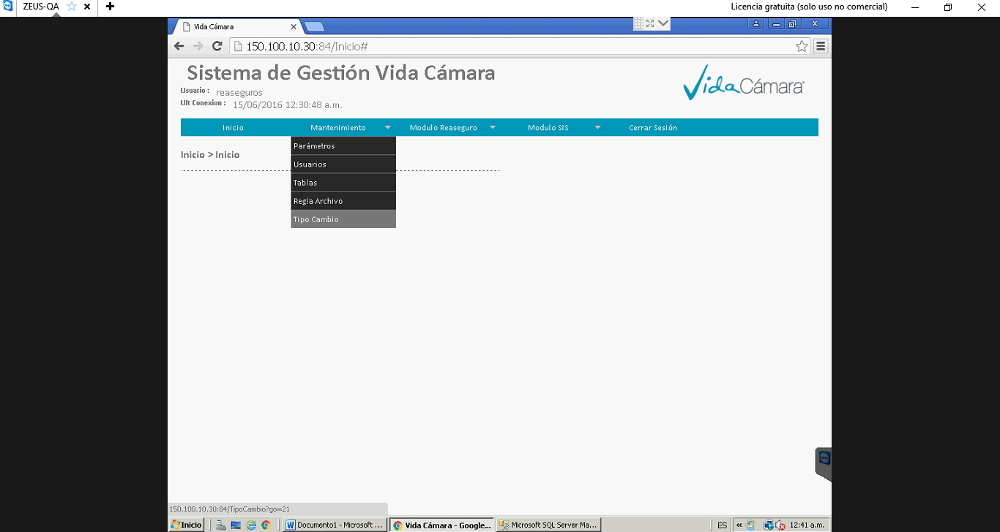 ZEUS-QA
Licencia gratuita (solo uso no comercial)
Vida Cámara
150.100.10.30:84/Inicio#
Sistema de Gestión Vida Cámara
Usuario : reaseguros
Ult Conexion : 15/06/2016 12:30:48 a.m.
VidaCámara®
Inicio Mantenimiento Modulo Reaseguro Modulo SIS Cerrar Sesión
Inicio > Inicio
Parámetros
Usuarios
Tablas
Regla Archivo
Tipo Cambio
150.100.10.30:84/TipoCambio?go=21
Inicio Documento1 - Microsoft ... Vida Cámara - Google... Microsoft SQL Server Ma... ES « 12:41 a.m.